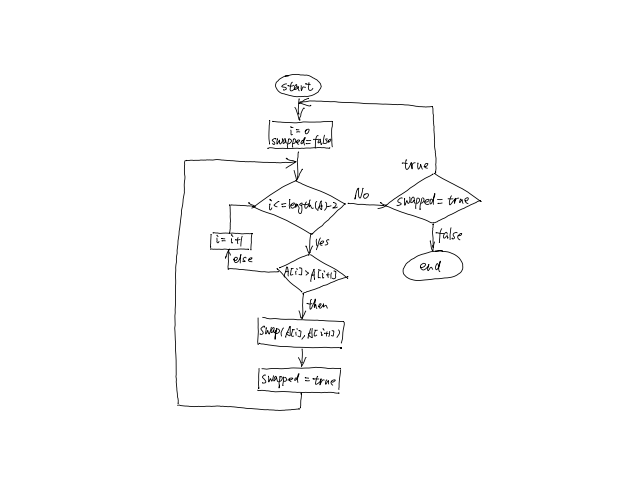 start
i = 0
swapped = false
true
i <= length(A)-2
No
swapped = true
i = i+1
yes
false
else
A[i] > A[i+1]
end
then
swap(A[i], A[i+1])
swapped = true